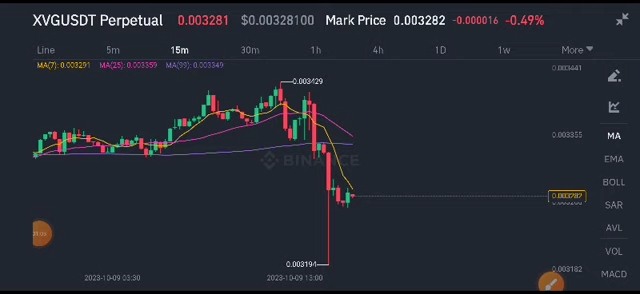 XVGUSDT Perpetual 0.003281 $0.00328100 Mark Price 0.003282 -0.000016 -0.49%
Line 5m 15m 30m 1h 4h 1D 1w More
MA(7): 0.003291 MA(25): 0.003359 MA(99): 0.003349
0.003441
0.003429
MA
0.003355
BINANCE
EMA
BOLL
0.003282
SAR
AVL
VOL
0.003194
0.003182
MACD
2023-10-09 03:30 2023-10-09 13:00